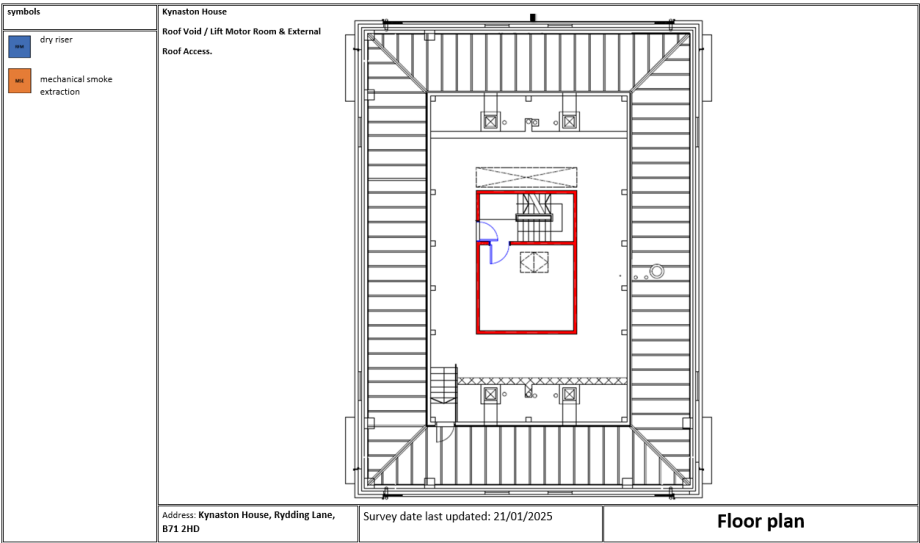 symbols
dry riser
mechanical smoke
extraction
Kynaston House
Roof Void / Lift Motor Room & External
Roof Access.
Address: Kynaston House, Rydding Lane,
B71 2HD
Survey date last updated: 21/01/2025
Floor plan